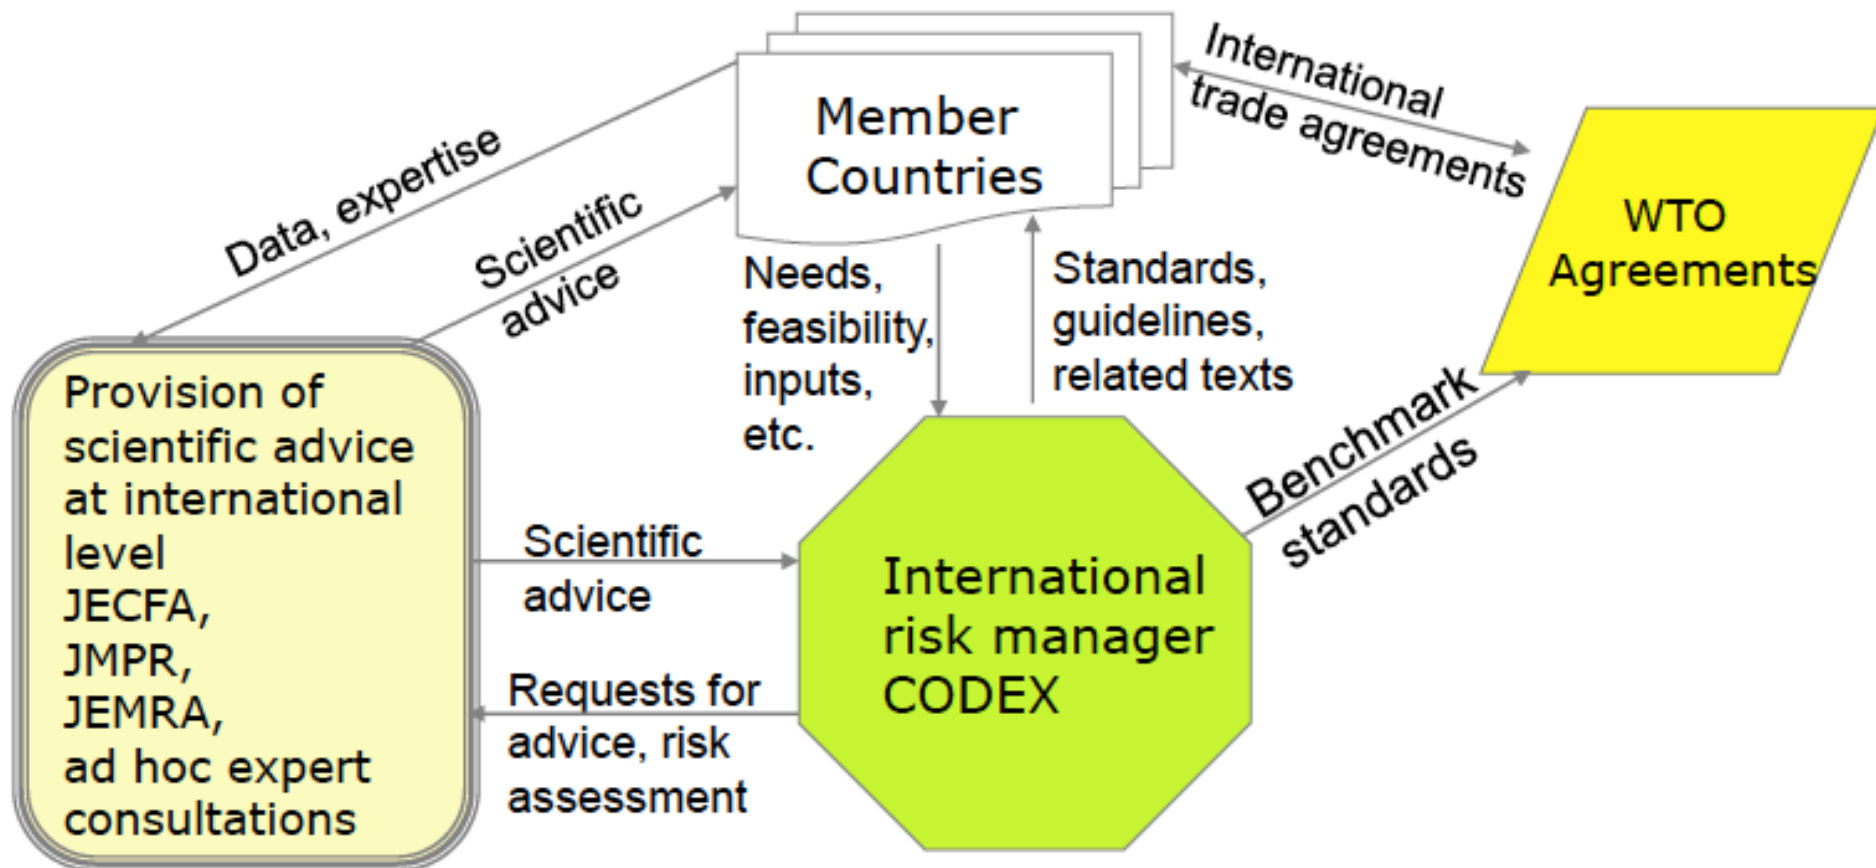 Member
Countries
International
trade agreements
WTO
Agreements
Data, expertise
Scientific
advice
Needs,
feasibility,
inputs,
etc.
Standards,
guidelines,
related texts
Provision of
scientific advice
at international
level
JECFA,
JMPR,
JEMRA,
ad hoc expert
consultations
Scientific
advice
Requests for
advice, risk
assessment
International
risk manager
CODEX
Benchmark
standards